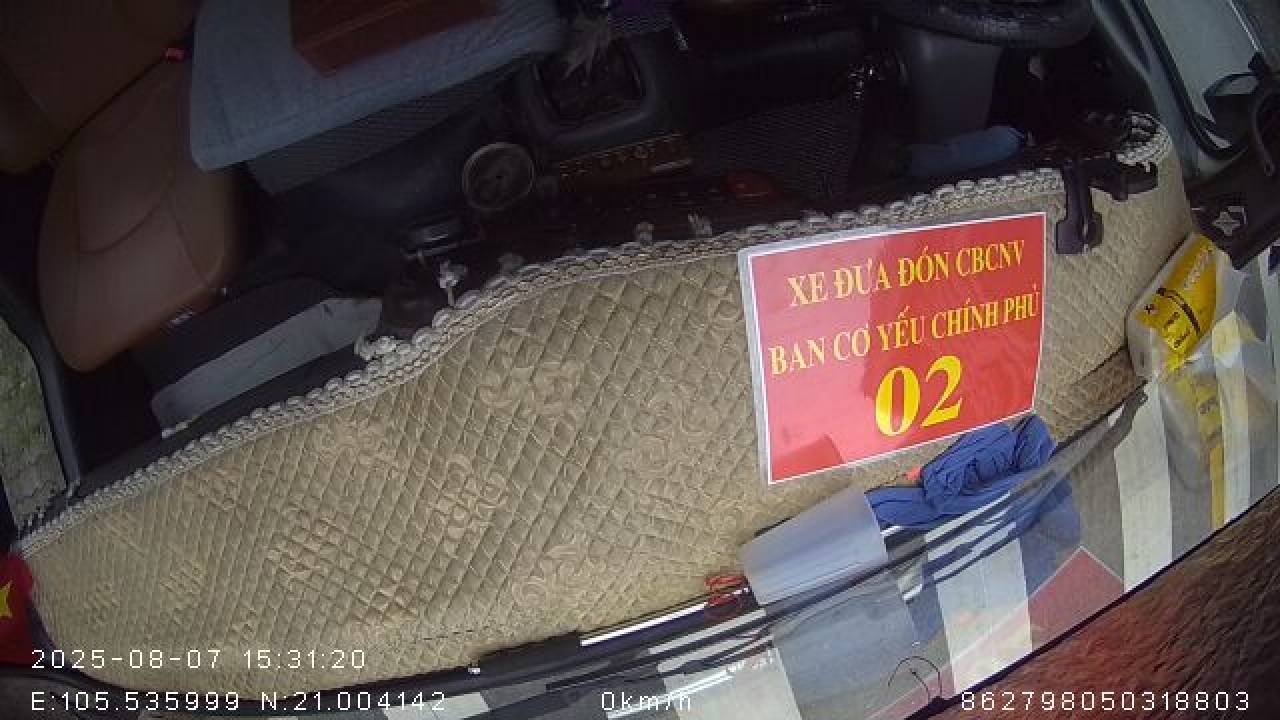 XE ĐƯA ĐÓN CBCNV
BAN CƠ YẾU CHÍNH PHỦ
02
2025-08-07 15:31:20
E:105.535999 N:21.004142
0km/h
862798050318803